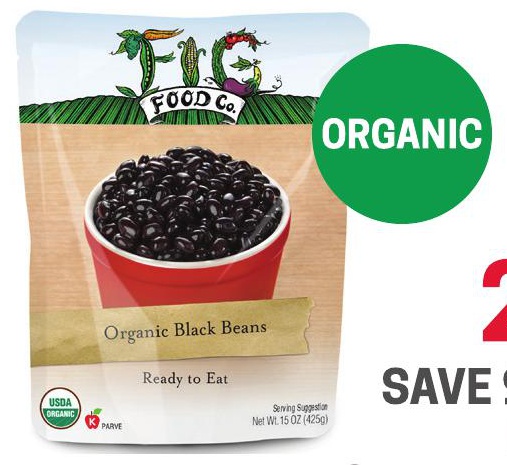 FIG
FOOD Co.
ORGANIC
Organic Black Beans
Ready to Eat
USDA
ORGANIC
K
PARVE
Serving Suggestion
Net Wt. 15 OZ (425g)
2
SAVE